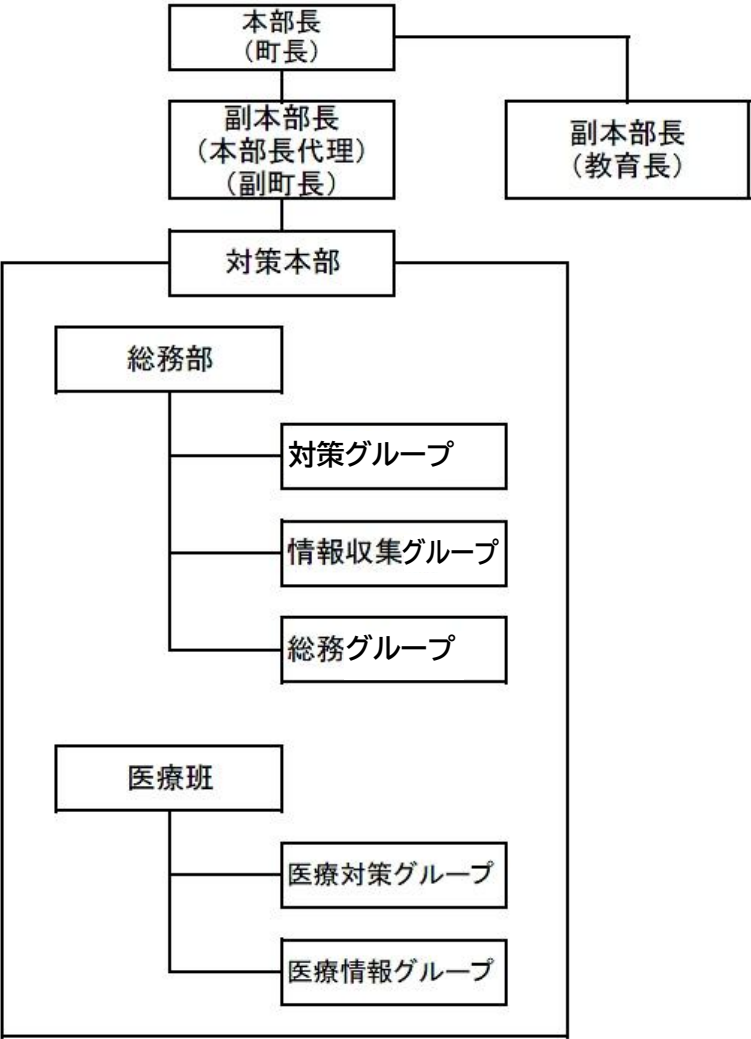 本部長
（町長）
副本部長
（本部長代理）
（副町長）
副本部長
（教育長）
対策本部
総務部
対策グループ
情報収集グループ
総務グループ
医療班
医療対策グループ
医療情報グループ